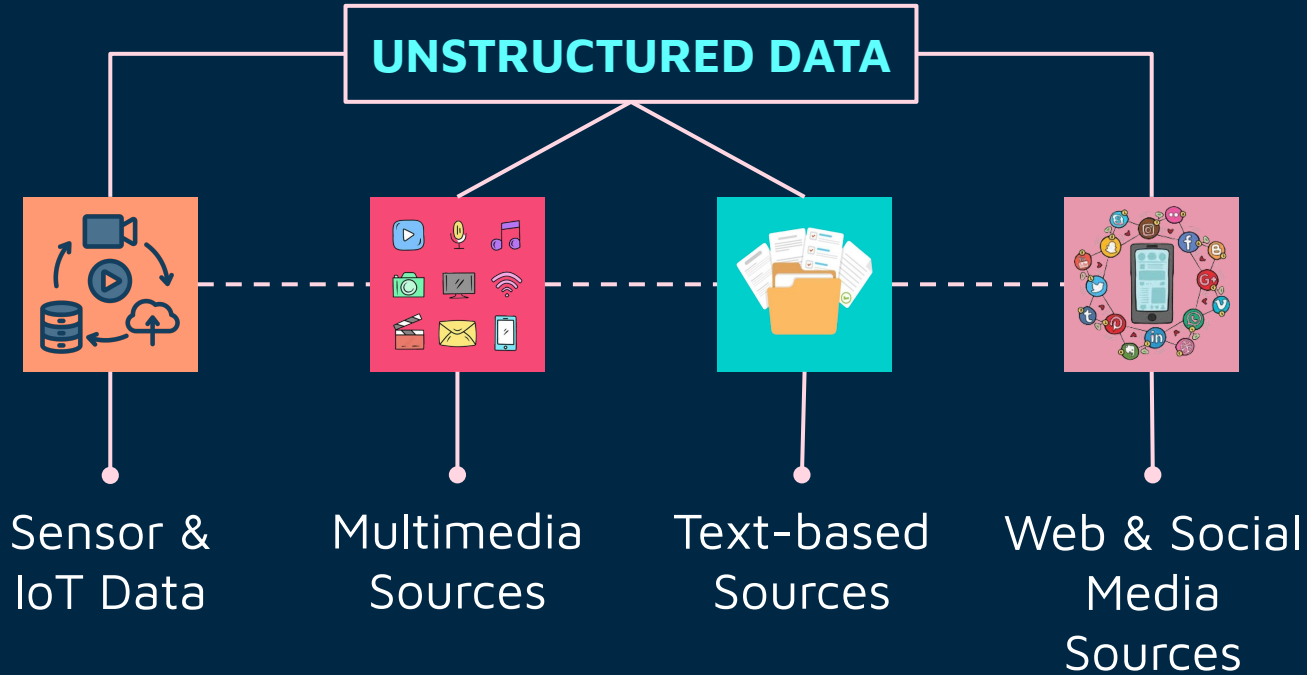 UNSTRUCTURED DATA
Sensor &
IoT Data
Multimedia
Sources
Text-based
Sources
Web & Social
Media
Sources